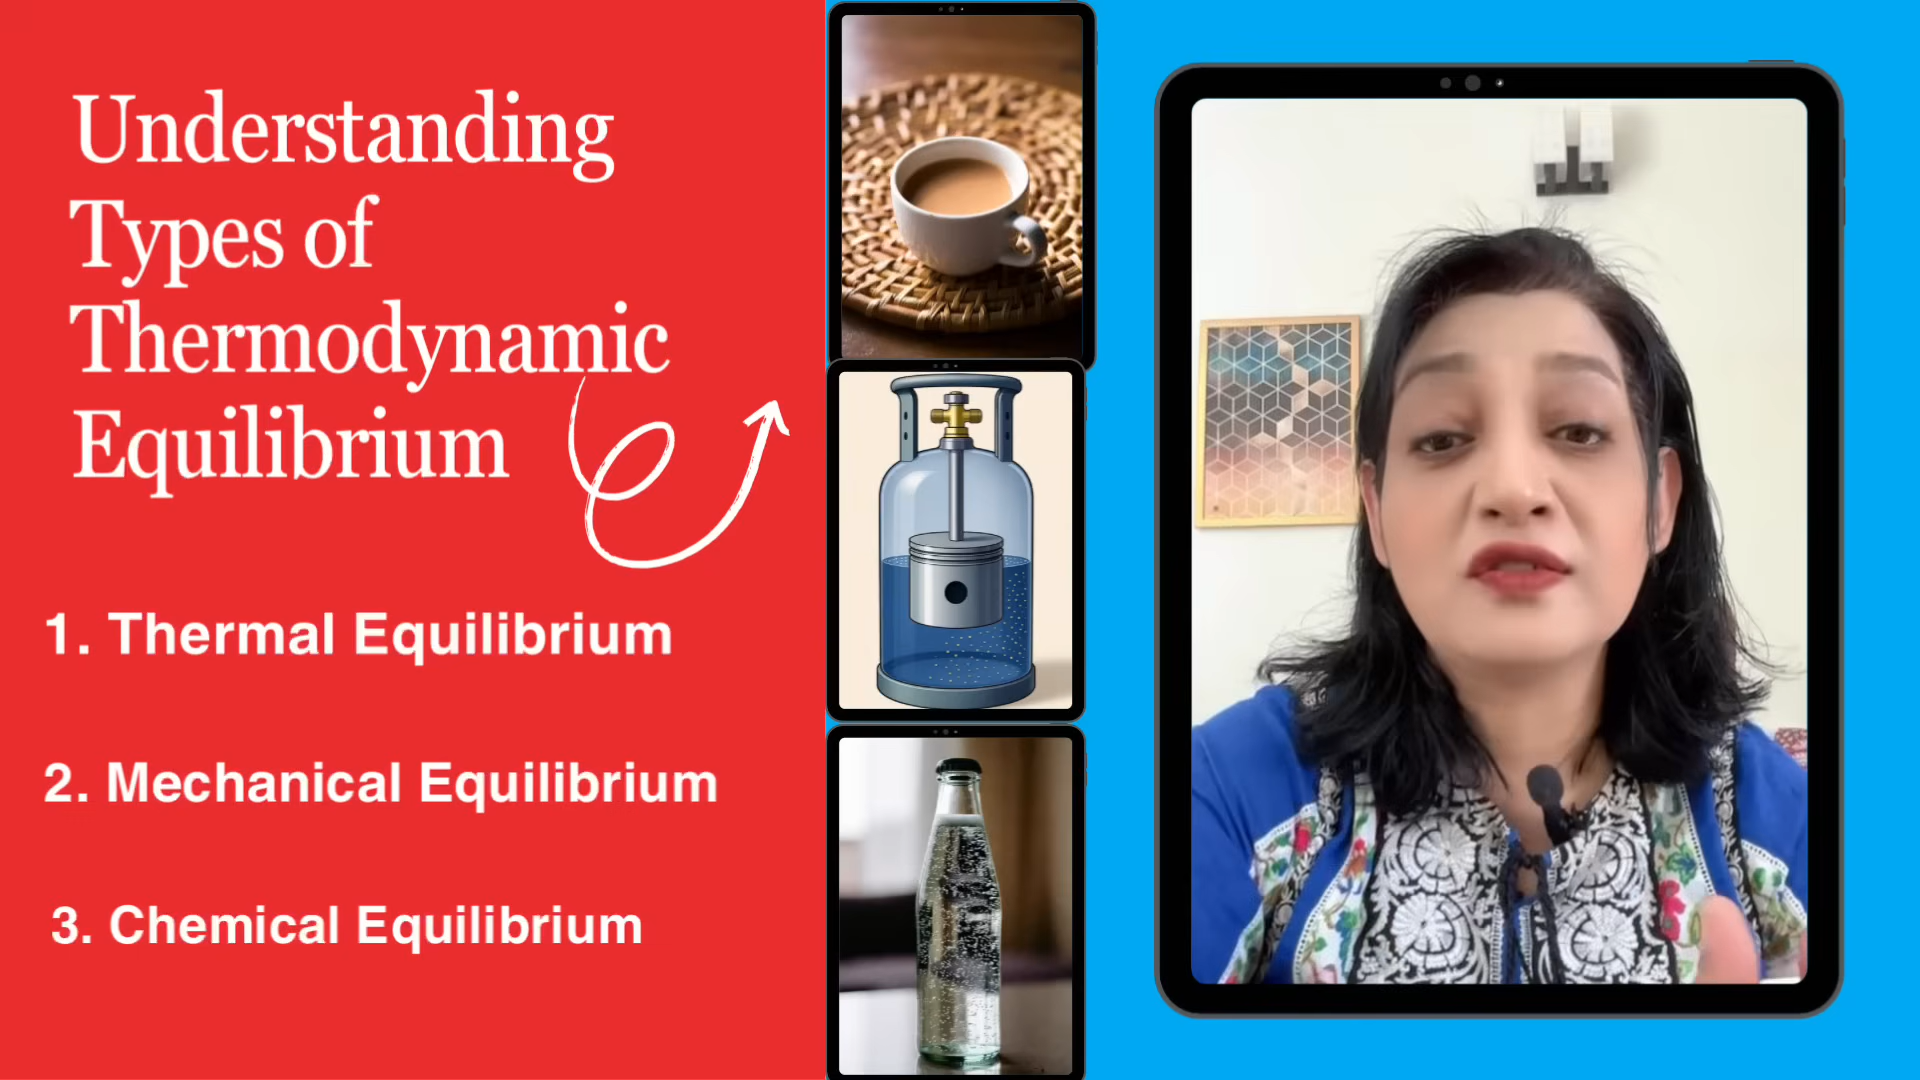 Understanding
Types of
Thermodynamic
Equilibrium
1. Thermal Equilibrium
2. Mechanical Equilibrium
3. Chemical Equilibrium